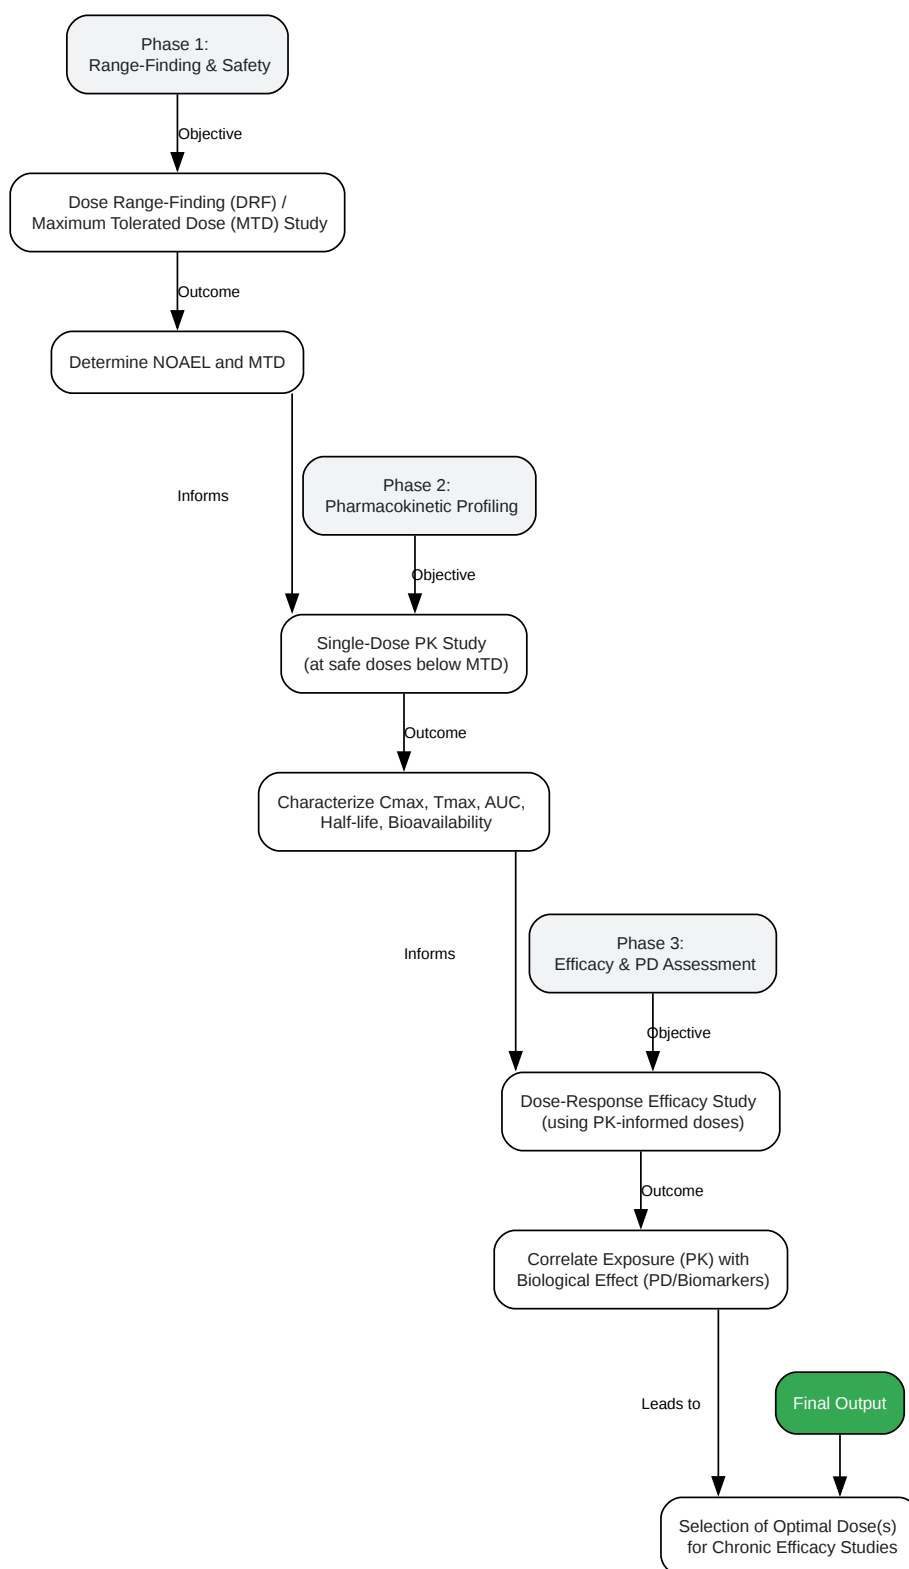 Phase 1:
Range-Finding & Safety
Objective
Dose Range-Finding (DRF) /
Maximum Tolerated Dose (MTD) Study
Outcome
Determine NOAEL and MTD
Informs
Phase 2:
Pharmacokinetic Profiling
Objective
Single-Dose PK Study
(at safe doses below MTD)
Outcome
Characterize Cmax, Tmax, AUC,
Half-life, Bioavailability
Informs
Phase 3:
Efficacy & PD Assessment
Objective
Dose-Response Efficacy Study
(using PK-informed doses)
Outcome
Correlate Exposure (PK) with
Biological Effect (PD/Biomarkers)
Leads to
Final Output
Selection of Optimal Dose(s)
for Chronic Efficacy Studies